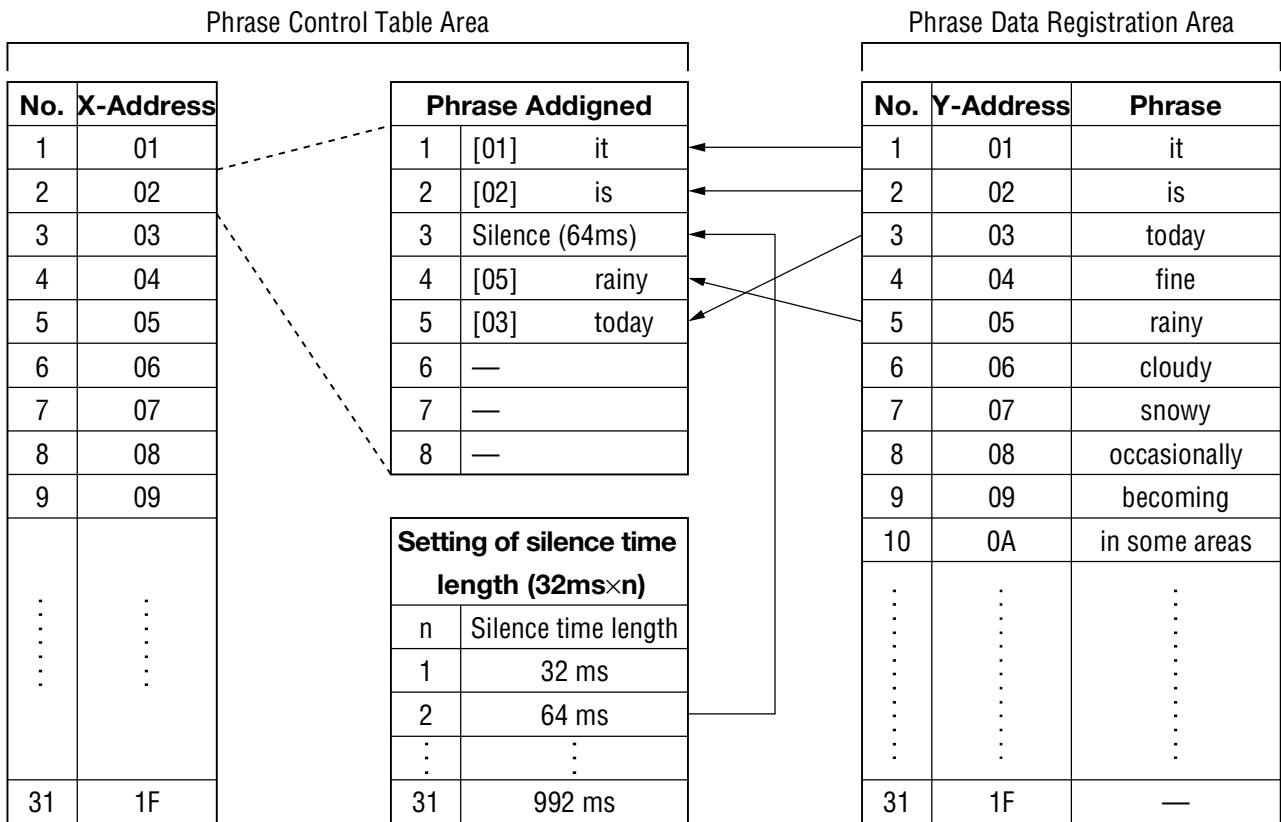 Phrase Control Table Area
Phrase Data Registration Area
No. X-Address
1 01
2 02
3 03
4 04
5 05
6 06
7 07
8 08
9 09
31 1F
Phrase Addigned
1 [01] it
2 [02] is
3 Silence (64ms)
4 [05] rainy
5 [03] today
6 —
7 —
8 —
Setting of silence time
length (32ms×n)
n Silence time length
1 32 ms
2 64 ms
31 992 ms
No. Y-Address Phrase
1 01 it
2 02 is
3 03 today
4 04 fine
5 05 rainy
6 06 cloudy
7 07 snowy
8 08 occasionally
9 09 becoming
10 0A in some areas
31 1F —